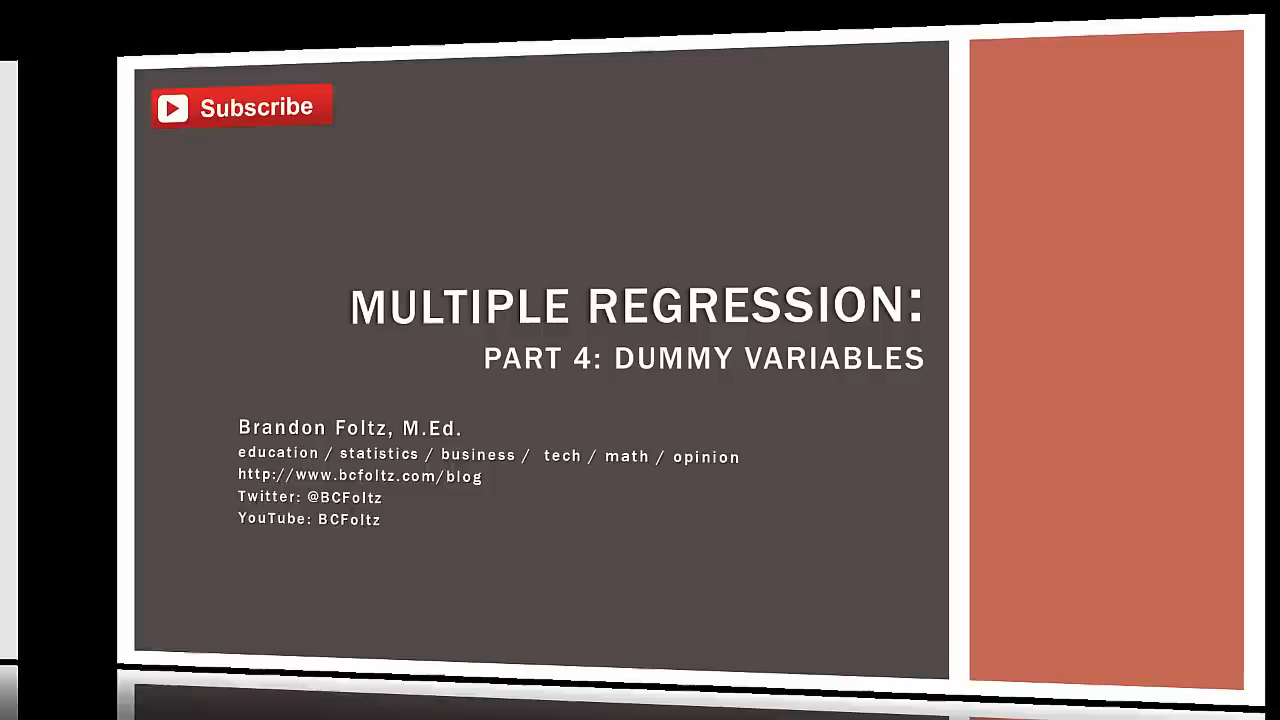 Subscribe
MULTIPLE REGRESSION:
PART 4: DUMMY VARIABLES
Brandon Foltz, M.Ed.
education / statistics / business / tech / math / opinion
http://www.bcfoltz.com/blog
Twitter: @BCFoltz
YouTube: BCFoltz